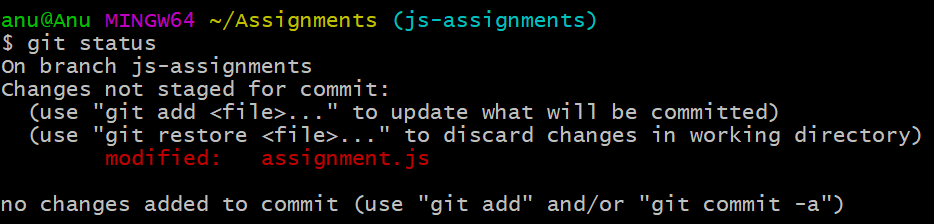 anu@Anu MINGW64 ~/Assignments (js-assignments)
$ git status
On branch js-assignments
Changes not staged for commit:
  (use "git add <file>..." to update what will be committed)
  (use "git restore <file>..." to discard changes in working directory)
        modified:   assignment.js

no changes added to commit (use "git add" and/or "git commit -a")